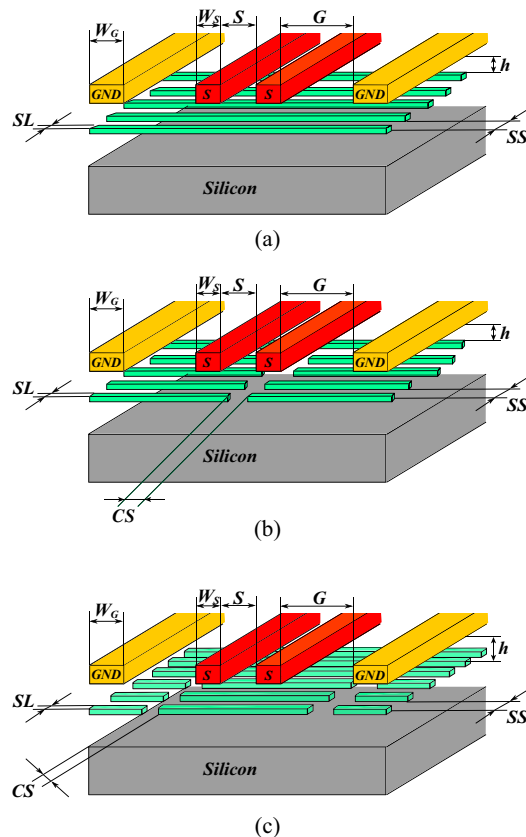 W_G W_S S G h
GND S S GND
SL SS
Silicon
(a)
W_G W_S S G h
GND S S GND
SL SS
Silicon
CS
(b)
W_G W_S S G h
GND S S GND
SL SS
CS Silicon
(c)